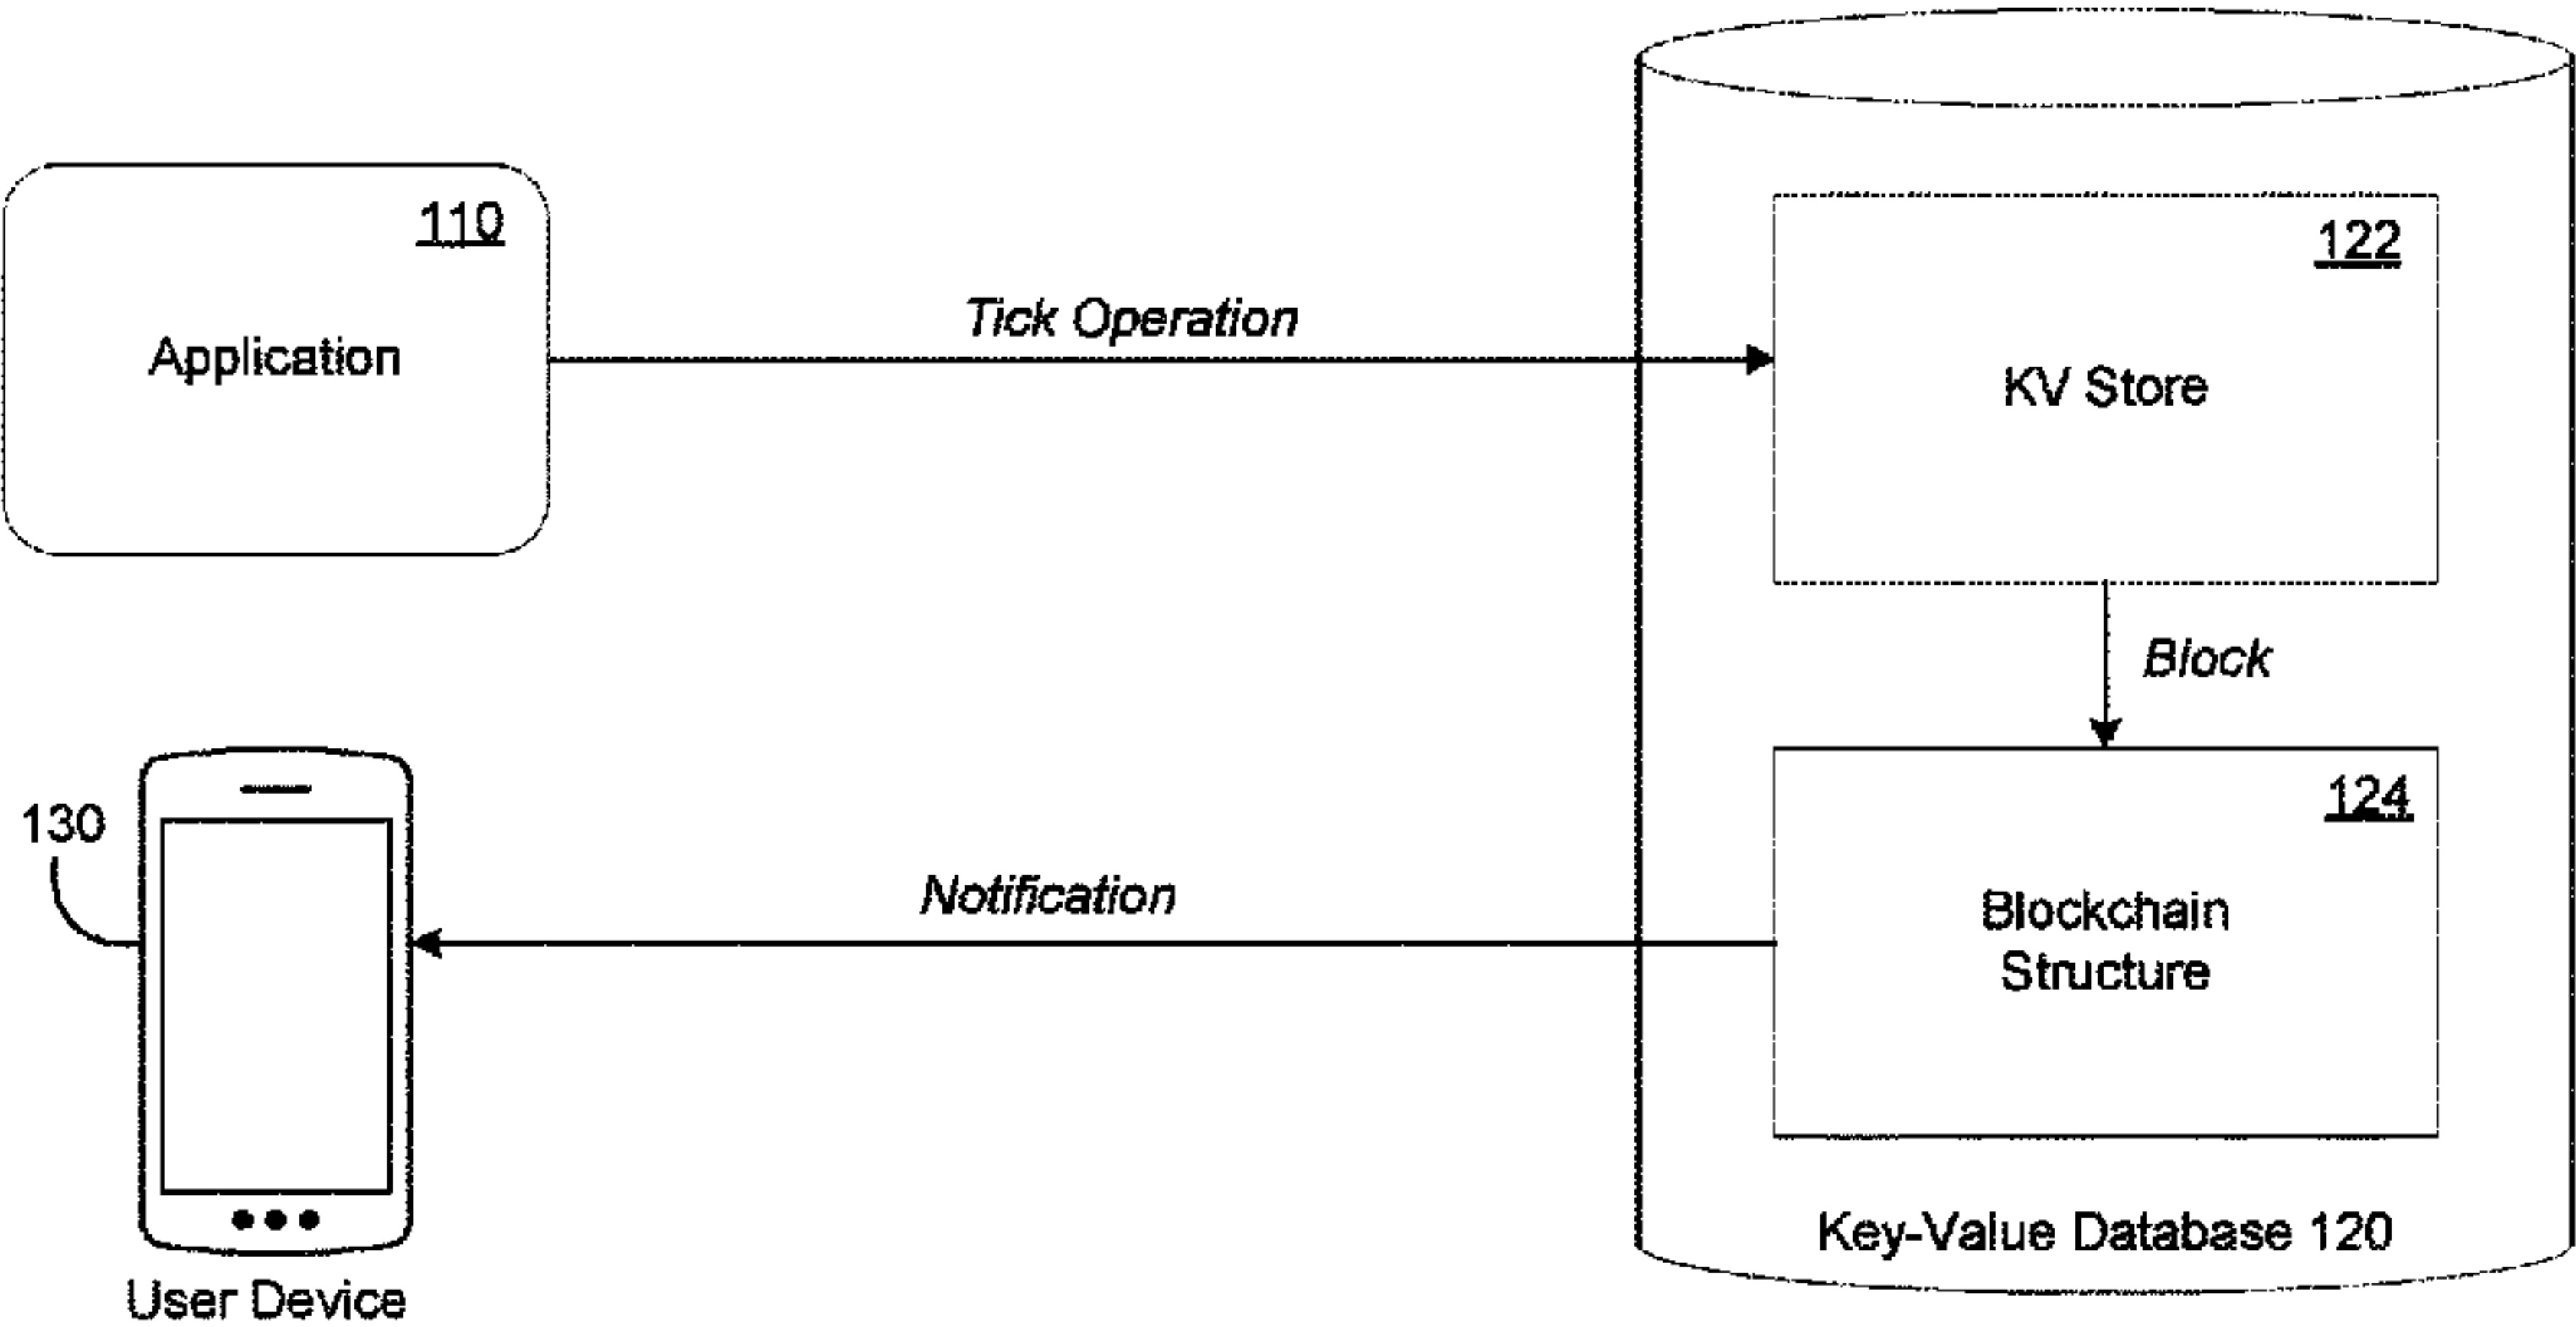 110
Application
Tick Operation
122
KV Store
Block
130
Notification
124
Blockchain
Structure
Key-Value Database 120
User Device